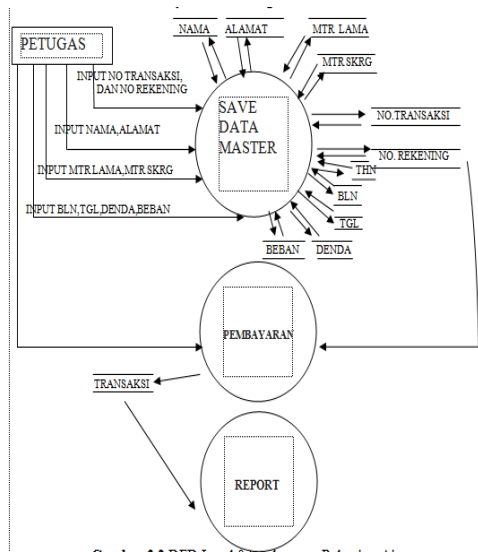 NAMA ALAMAT MTR LAMA
PETUGAS
MTR SKRG
INPUT NO TRANSAKSI,
DAN NO REKENING
SAVE
DATA
MASTER
NO.TRANSAKSI
INPUT NAMA,ALAMAT
NO. REKENING
INPUT MTR LAMA,MTR SKRG
THN
BLN
INPUT BLN,TGL,DENDA,BEBAN
TGL
BEBAN DENDA
PEMBAYARAN
TRANSAKSI
REPORT